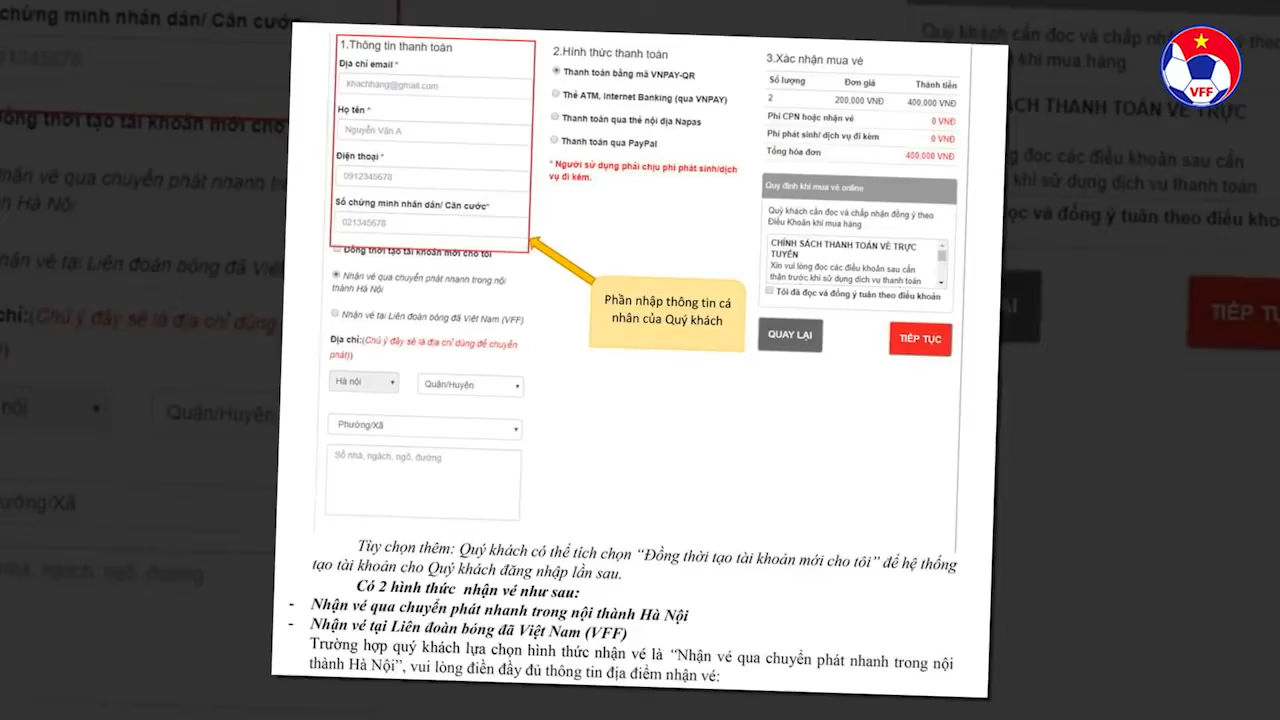 chứng minh nhân dân/ Căn cước
VFF
1.Thông tin thanh toán
Địa chỉ email *
khachhang@gmail.com
Họ tên *
Nguyễn Văn A
Điện thoại *
0912345678
Số chứng minh nhân dân/ Căn cước*
021345678
Đồng thời tạo tài khoản mới cho tôi
Nhận vé qua chuyển phát nhanh trong nội
thành Hà Nội
Nhận vé tại Liên đoàn bóng đá Việt Nam (VFF)
Địa chỉ:(Chú ý đây sẽ là địa chỉ dùng để chuyển
phát))
Hà nội
Quận/Huyện
Phường/Xã
Số nhà, ngách, ngõ, đường
2.Hình thức thanh toán
Thanh toán bằng mã VNPAY-QR
Thẻ ATM, Internet Banking (qua VNPAY)
Thanh toán qua thẻ nội địa Napas
Thanh toán qua PayPal
* Người sử dụng phải chịu phí phát sinh/dịch
vụ đi kèm.
Phần nhập thông tin cá
nhân của Quý khách
3.Xác nhận mua vé
Số lượng Đơn giá Thành tiền
2 200,000 VNĐ 400,000 VNĐ
Phí CPN hoặc nhận vé 0 VNĐ
Phí phát sinh/ dịch vụ đi kèm 0 VNĐ
Tổng hóa đơn 400,000 VNĐ
Quy định khi mua vé online
Quý khách cần đọc và chấp nhận đồng ý theo
Điều Khoản khi mua hàng
CHÍNH SÁCH THANH TOÁN VÉ TRỰC
TUYẾN
Xin vui lòng đọc các điều khoản sau cẩn
thận trước khi sử dụng dịch vụ thanh toán
Tôi đã đọc và đồng ý tuân theo điều khoản
QUAY LẠI
TIẾP TỤC
Tùy chọn thêm: Quý khách có thể tích chọn “Đồng thời tạo tài khoản mới cho tôi” để hệ thống
tạo tài khoản cho Quý khách đăng nhập lần sau.
Có 2 hình thức nhận vé như sau:
- Nhận vé qua chuyển phát nhanh trong nội thành Hà Nội
- Nhận vé tại Liên đoàn bóng đã Việt Nam (VFF)
Trường hợp quý khách lựa chọn hình thức nhận vé là “Nhận vé qua chuyển phát nhanh trong nội
thành Hà Nội”, vui lòng điền đầy đủ thông tin địa điểm nhận vé: